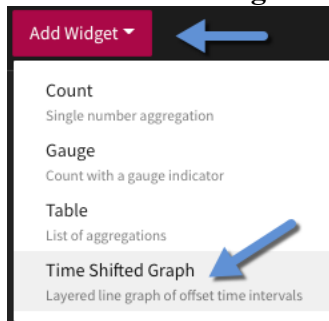 Add Widget
Count
Single number aggregation
Gauge
Count with a gauge indicator
Table
List of aggregations
Time Shifted Graph
Layered line graph of offset time intervals